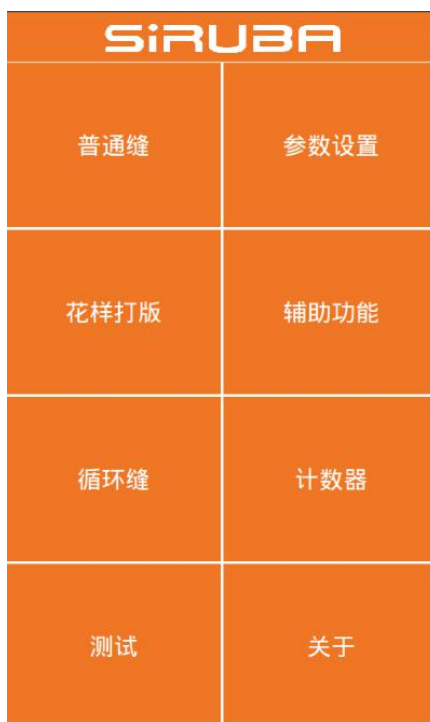 SiRUBA
普通缝
参数设置
花样打版
辅助功能
循环缝
计数器
测试
关于